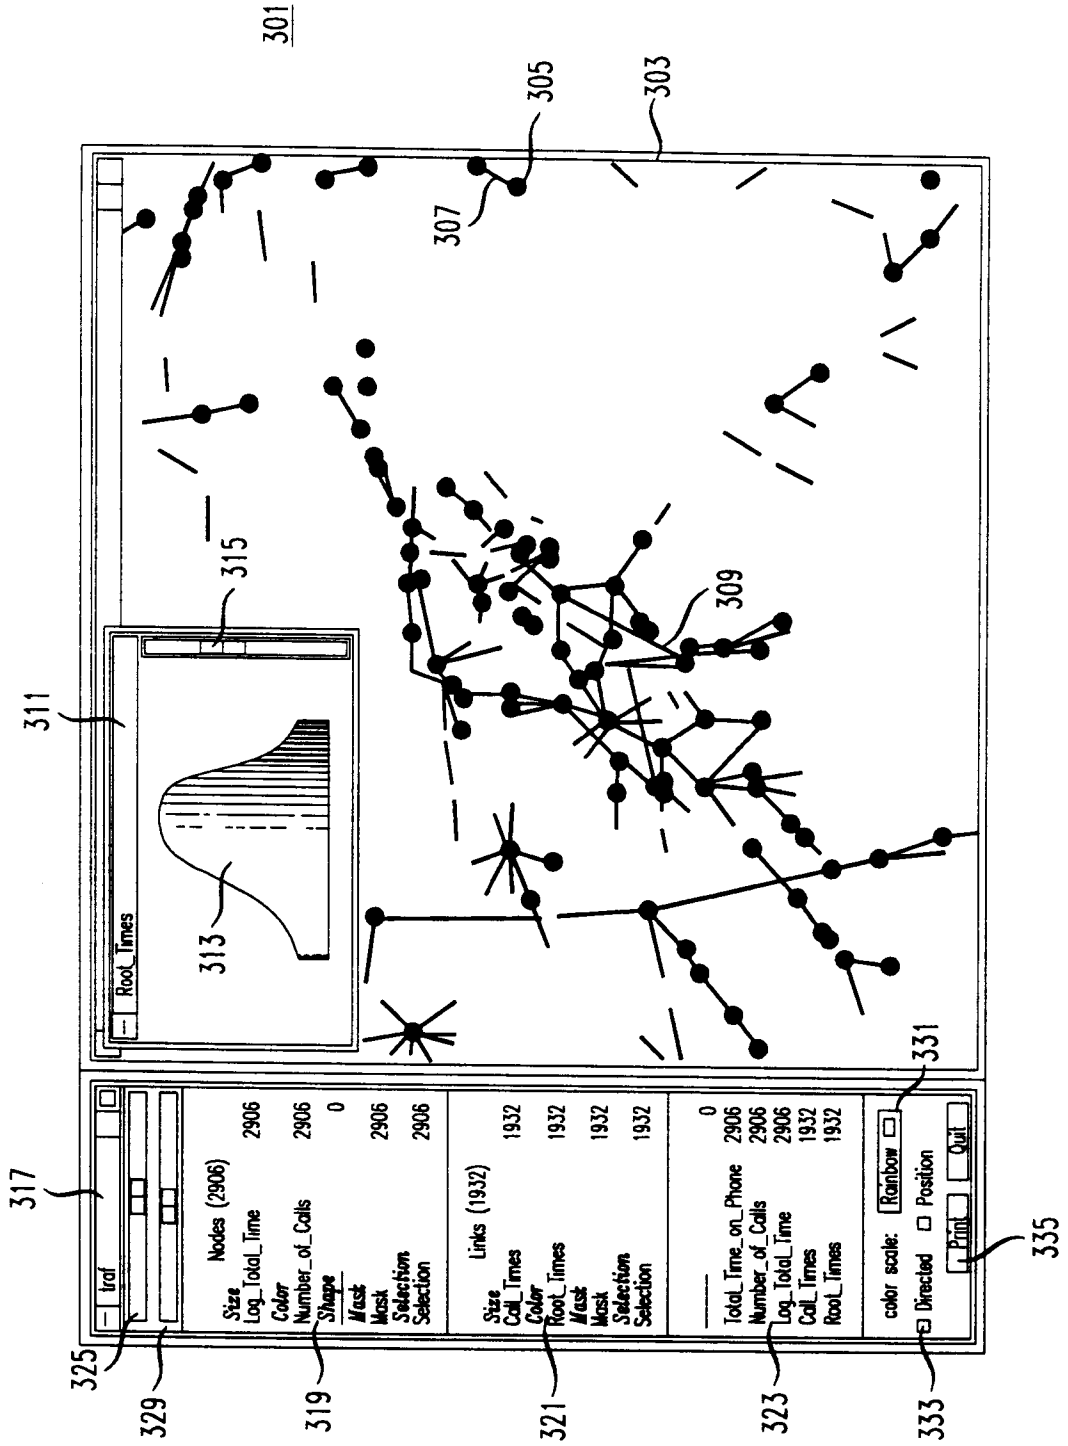 301
303
305
307
309
311
Root_Times
313
315
317
traf
325
329
Nodes (2906)
Size
Log_Total_Time 2906
Color
Number_of_Calls 2906
Shape
0
Mask
Mask 2906
Selection
Selection 2906
319
Links (1932)
Size
Call_Times 1932
Color
Root_Times 1932
Mask
Mask 1932
Selection
Selection 1932
321
0
Total_Time_on_Phone 2906
Number_of_Calls 2906
Log_Total_Time 2906
Call_Times 1932
Root_Times 1932
323
color scale: Rainbow
331
Directed Position
333
Print Quit
335